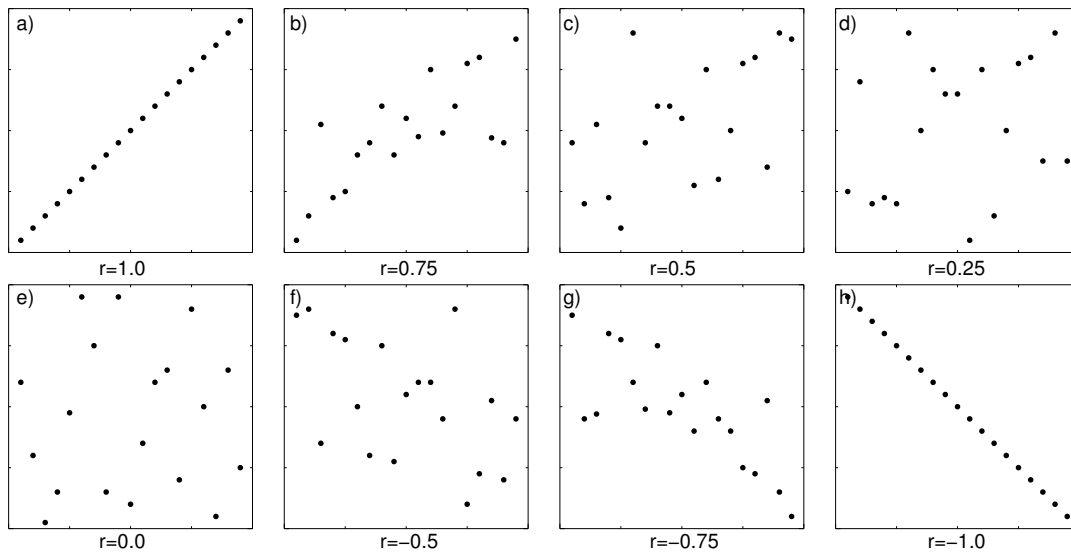 a) b) c) d)
r=1.0 r=0.75 r=0.5 r=0.25
e) f) g) h)
r=0.0 r=−0.5 r=−0.75 r=−1.0